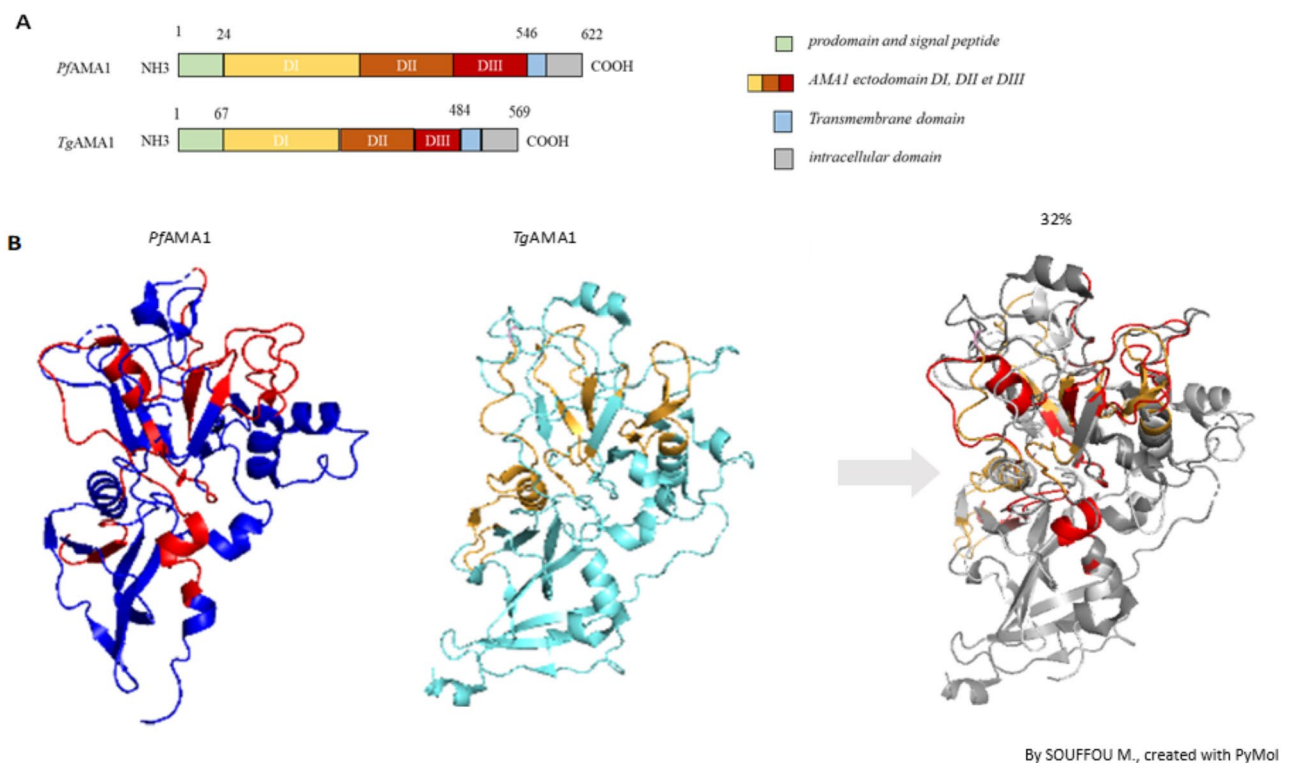 A
1 24 546 622
PfAMA1 NH3 DI DII DIII COOH
1 67 484 569
TgAMA1 NH3 DI DII DIII COOH
prodomain and signal peptide
AMA1 ectodomain DI, DII et DIII
Transmembrane domain
intracellular domain
B
PfAMA1
TgAMA1
32%
By SOUFFOU M., created with PyMol